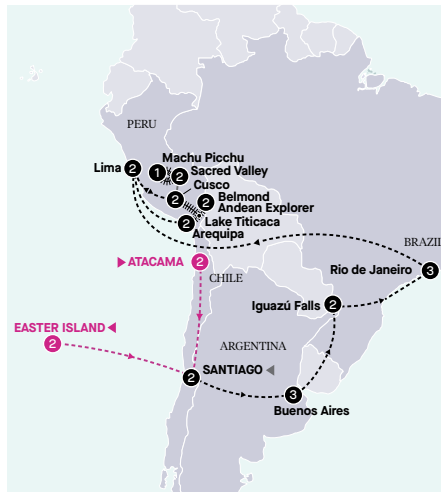 PERU
Machu Picchu
1
2
Sacred Valley
Lima
2
Cusco
2
2
Belmond
Andean Explorer
Lake Titicaca
2
Arequipa
BRAZIL
ATACAMA
2
CHILE
Rio de Janeiro
3
Iguazú Falls
2
EASTER ISLAND
2
ARGENTINA
SANTIAGO
2
3
Buenos Aires